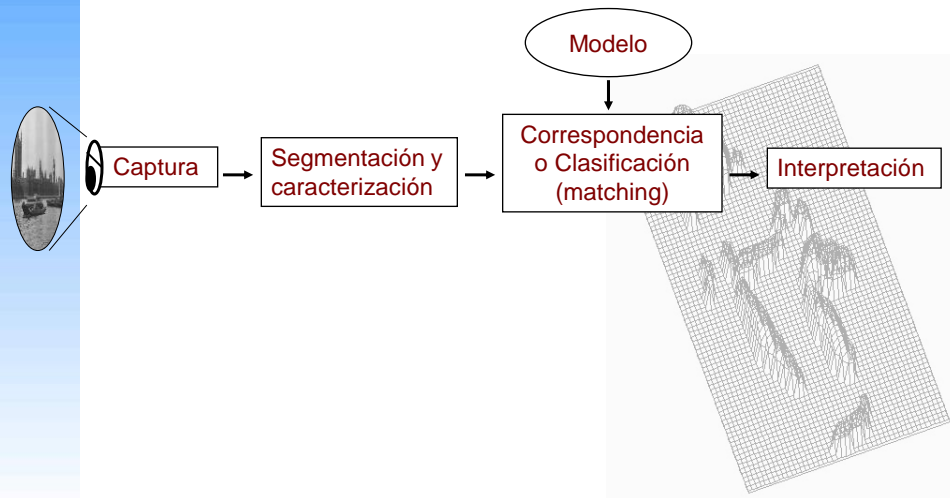 Modelo
Captura
Segmentación y
caracterización
Correspondencia
o Clasificación
(matching)
Interpretación